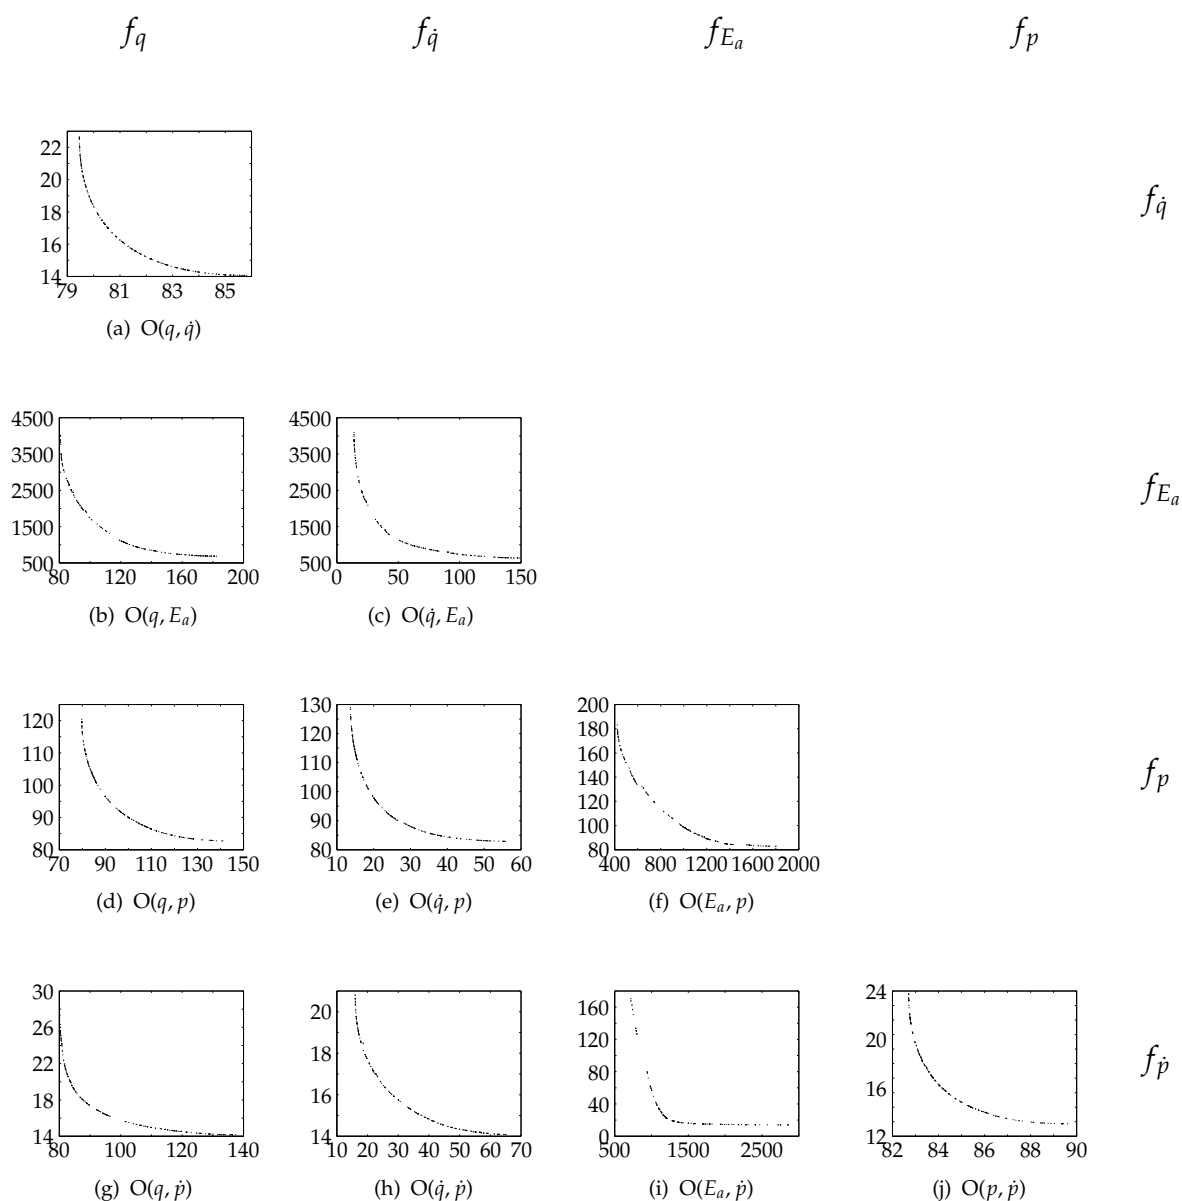 f_q f_q̇ f_{E_a} f_p
22
20
18
16
14
79 81 83 85
f_q̇
(a) O(q, q̇)
4500 4500
3500 3500
2500 2500
1500 1500
500 500
80 120 160 200 0 50 100 150
f_{E_a}
(b) O(q, E_a) (c) O(q̇, E_a)
120 130 200
110 120 180
100 110 160
90 100 140
80 90 120
80 100
80
70 90 110 130 150 10 20 30 40 50 60 400 800 1200 1600 2000
f_p
(d) O(q, p) (e) O(q̇, p) (f) O(E_a, p)
30 20 160 24
26 18 120 20
22 16 80 16
18 14 40 12
14 0
80 100 120 140 10 20 30 40 50 60 70 500 1500 2500 82 84 86 88 90
f_ṗ
(g) O(q, ṗ) (h) O(q̇, ṗ) (i) O(E_a, ṗ) (j) O(p, ṗ)